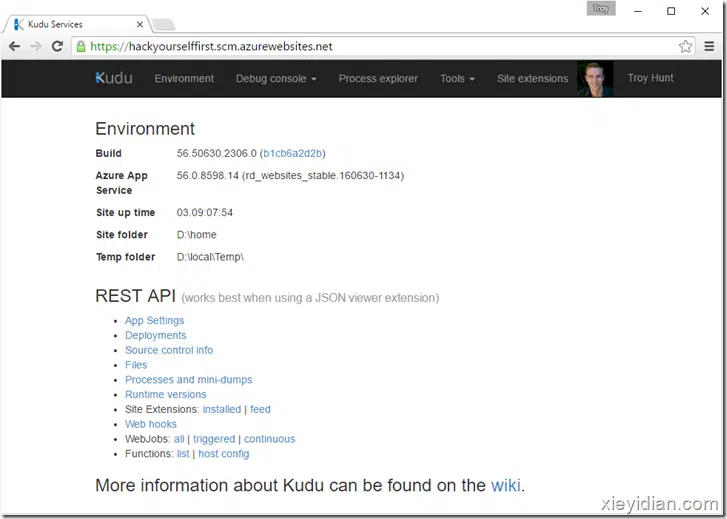 Troy
Kudu Services
https://hackyourselffirst.scm.azurewebsites.net
Kudu Environment Debug console Process explorer Tools Site extensions Troy Hunt
Environment
Build 56.50630.2306.0 (b1cb6a2d2b)
Azure App 56.0.8598.14 (rd_websites_stable.160630-1134)
Service
Site up time 03.09:07:54
Site folder D:\home
Temp folder D:\local\Temp\
REST API (works best when using a JSON viewer extension)
• App Settings
• Deployments
• Source control info
• Files
• Processes and mini-dumps
• Runtime versions
• Site Extensions: installed | feed
• Web hooks
• WebJobs: all | triggered | continuous
• Functions: list | host config
More information about Kudu can be found on the wiki.
xieyidian.com